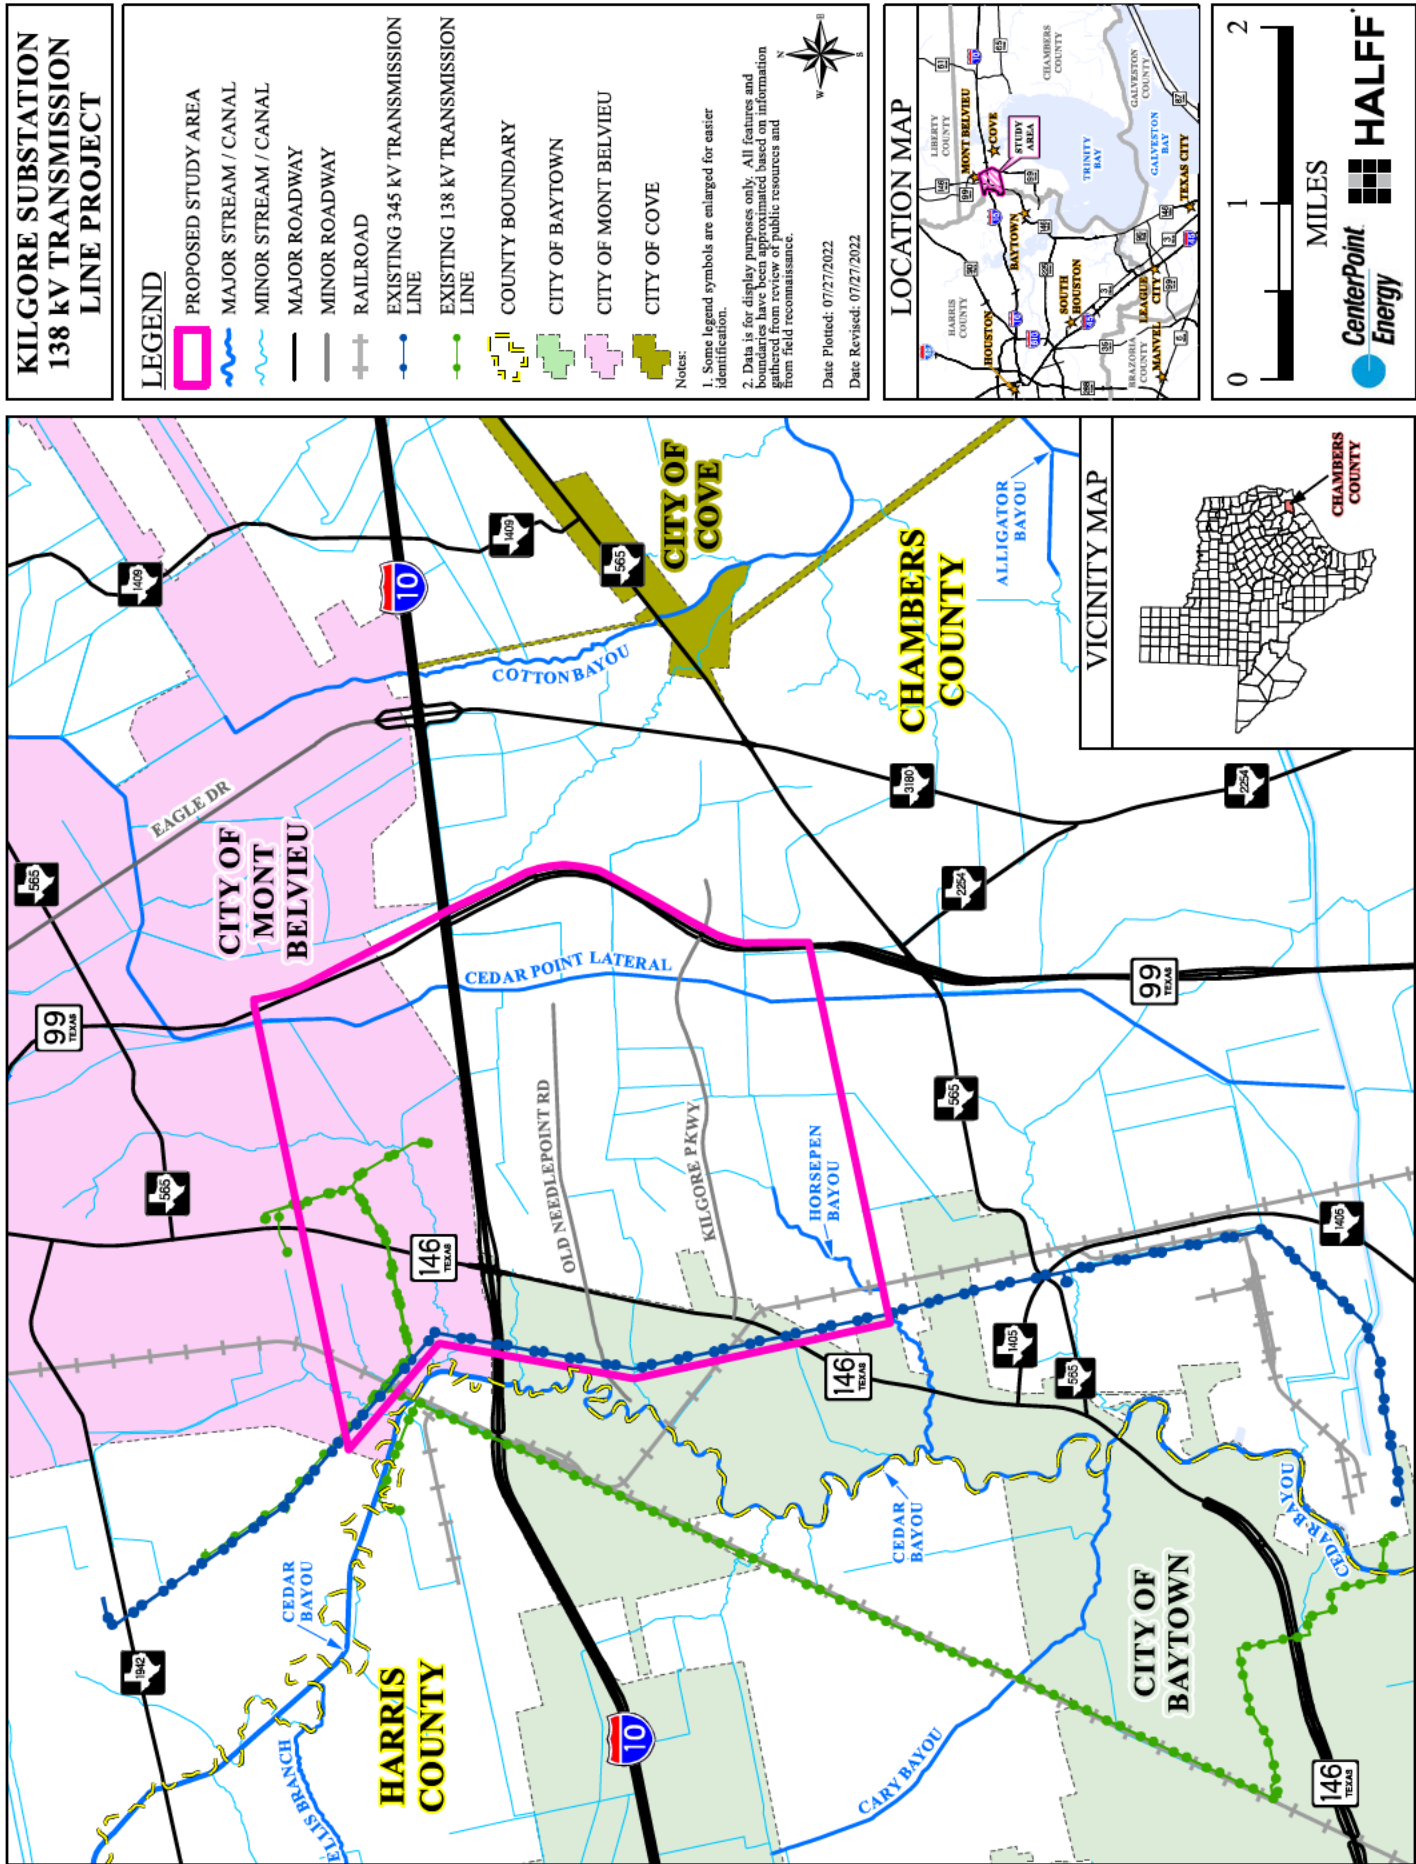 KILGORE SUBSTATION
138 kV TRANSMISSION
LINE PROJECT
LEGEND
PROPOSED STUDY AREA
MAJOR STREAM / CANAL
MINOR STREAM / CANAL
MAJOR ROADWAY
MINOR ROADWAY
RAILROAD
EXISTING 345 kV TRANSMISSION
LINE
EXISTING 138 kV TRANSMISSION
LINE
COUNTY BOUNDARY
CITY OF BAYTOWN
CITY OF MONT BELVIEU
CITY OF COVE
Notes:
1. Some legend symbols are enlarged for easier
identification.
2. Data is for display purposes only. All features and
boundaries have been approximated based on information
gathered from review of public resources and
from field reconnaissance.
Date Plotted: 07/27/2022
Date Revised: 07/27/2022
N
E
S
W
LOCATION MAP
LIBERTY
COUNTY
HARRIS
COUNTY
CHAMBERS
COUNTY
GALVESTON
COUNTY
BRAZORIA
COUNTY
MONT BELVIEU
COVE
STUDY
AREA
BAYTOWN
HOUSTON
SOUTH
HOUSTON
LEAGUE
CITY
MANVEL
TEXAS CITY
TRINITY
BAY
GALVESTON
BAY
0
1
2
MILES
CenterPoint
Energy
HALFF
1409
1409
10
565
CITY OF
COVE
COTTON BAYOU
EAGLE DR
565
CITY OF
MONT
BELVIEU
CHAMBERS
COUNTY
ALLIGATOR
BAYOU
3180
2254
2254
99
TEXAS
CEDAR POINT LATERAL
99
TEXAS
565
565
OLD NEEDLEPOINT RD
KILGORE PKWY
HORSEPEN
BAYOU
146
TEXAS
1405
1405
565
146
TEXAS
CEDAR
BAYOU
CEDAR
BAYOU
CEDAR BAYOU
1942
HARRIS
COUNTY
ELLIS BRANCH
10
CARY BAYOU
CITY OF
BAYTOWN
146
TEXAS
VICINITY MAP
CHAMBERS
COUNTY